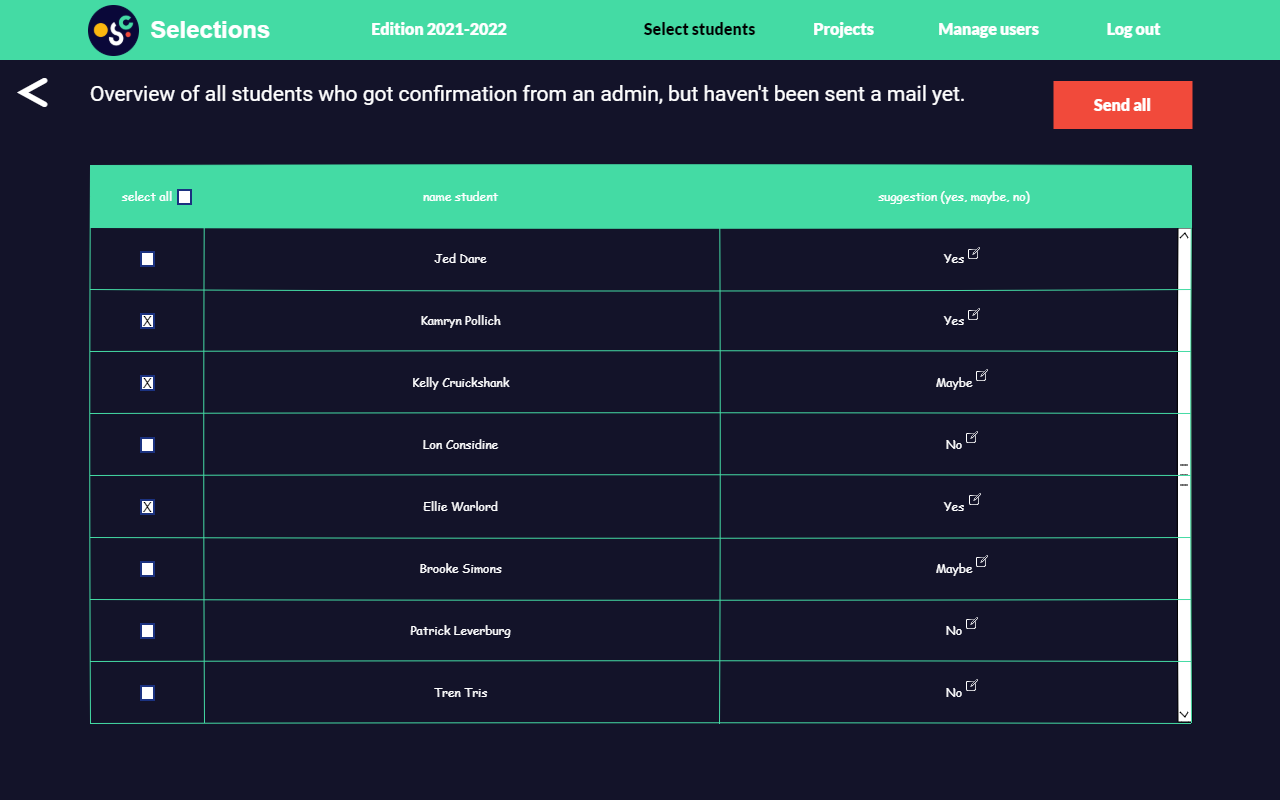 OSC Selections Edition 2021-2022 Select students Projects Manage users Log out
< Overview of all students who got confirmation from an admin, but haven't been sent a mail yet. Send all
select all name student suggestion (yes, maybe, no)
Jed Dare Yes
X Kamryn Pollich Yes
X Kelly Cruickshank Maybe
Lon Considine No
X Ellie Warlord Yes
Brooke Simons Maybe
Patrick Leverburg No
Tren Tris No